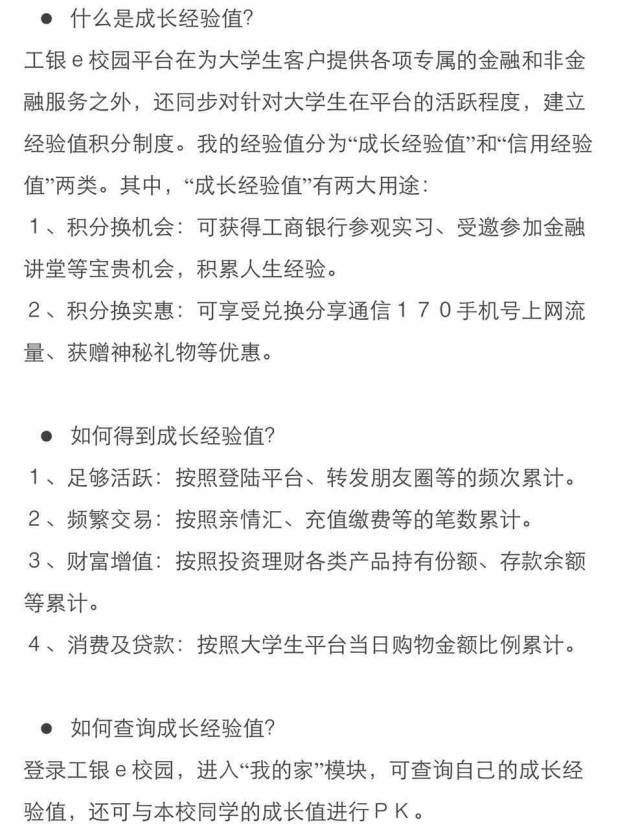 ● 什么是成长经验值？
工银ｅ校园平台在为大学生客户提供各项专属的金融和非金
融服务之外，还同步对针对大学生在平台的活跃程度，建立
经验值积分制度。我的经验值分为“成长经验值”和“信用经验
值”两类。其中，“成长经验值”有两大用途：
１、积分换机会：可获得工商银行参观实习、受邀参加金融
讲堂等宝贵机会，积累人生经验。
２、积分换实惠：可享受兑换分享通信１７０手机号上网流
量、获赠神秘礼物等优惠。
● 如何得到成长经验值？
１、足够活跃：按照登陆平台、转发朋友圈等的频次累计。
２、频繁交易：按照亲情汇、充值缴费等的笔数累计。
３、财富增值：按照投资理财各类产品持有份额、存款余额
等累计。
４、消费及贷款：按照大学生平台当日购物金额比例累计。
● 如何查询成长经验值？
登录工银ｅ校园，进入“我的家”模块，可查询自己的成长经
验值，还可与本校同学的成长值进行ＰＫ。